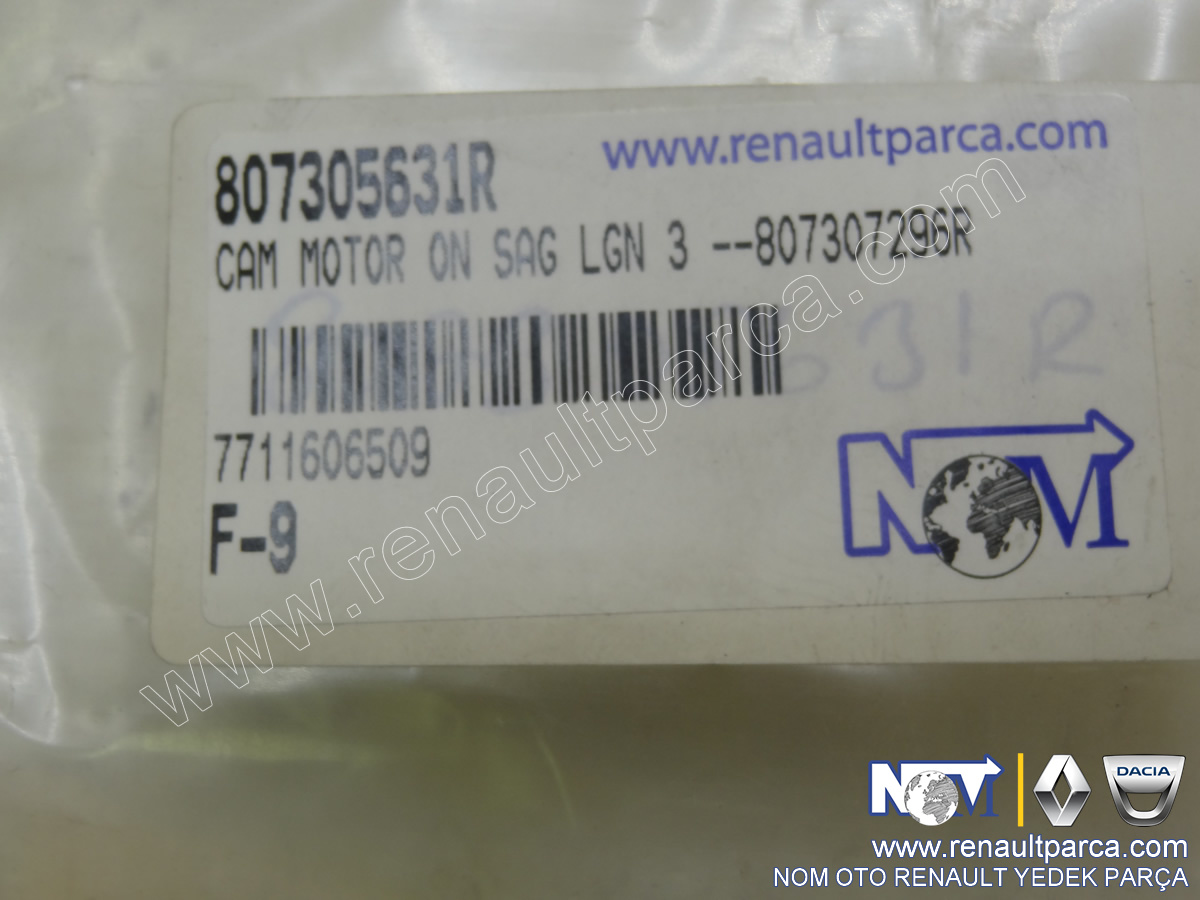 www.renaultparca.com
807305631R
CAM MOTOR ON SAG LGN 3 --807307296R
631R
7711606509
F-9
NOM
www.renaultparca.com
NOM
DACIA
www.renaultparca.com
NOM OTO RENAULT YEDEK PARÇA